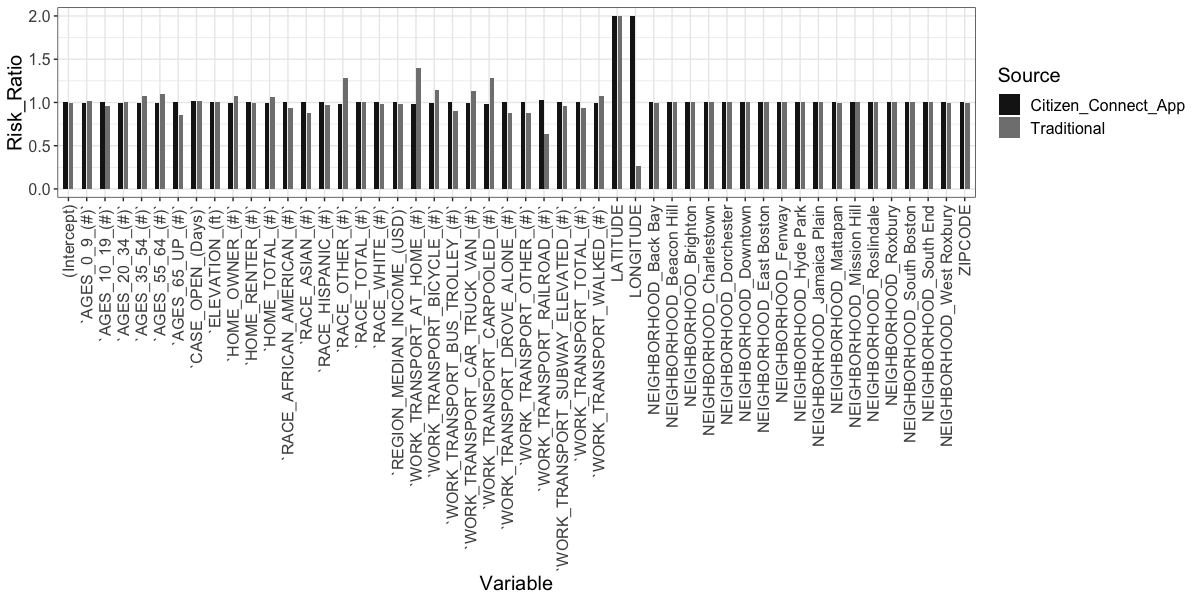 2.0
1.5
1.0
0.5
0.0
Risk_Ratio
(Intercept)
`AGES_0_9_(#)`
`AGES_10_19_(#)`
`AGES_20_34_(#)`
`AGES_35_54_(#)`
`AGES_55_64_(#)`
`AGES_65_UP_(#)`
`CASE_OPEN_(Days)`
`ELEVATION_(ft)`
`HOME_OWNER_(#)`
`HOME_RENTER_(#)`
`HOME_TOTAL_(#)`
`RACE_AFRICAN_AMERICAN_(#)`
`RACE_ASIAN_(#)`
`RACE_HISPANIC_(#)`
`RACE_OTHER_(#)`
`RACE_TOTAL_(#)`
`RACE_WHITE_(#)`
`REGION_MEDIAN_INCOME_(USD)`
`WORK_TRANSPORT_AT_HOME_(#)`
`WORK_TRANSPORT_BICYCLE_(#)`
`WORK_TRANSPORT_BUS_TROLLEY_(#)`
`WORK_TRANSPORT_CAR_TRUCK_VAN_(#)`
`WORK_TRANSPORT_CARPOOLED_(#)`
`WORK_TRANSPORT_DROVE_ALONE_(#)`
`WORK_TRANSPORT_OTHER_(#)`
`WORK_TRANSPORT_RAILROAD_(#)`
`WORK_TRANSPORT_SUBWAY_ELEVATED_(#)`
`WORK_TRANSPORT_TOTAL_(#)`
`WORK_TRANSPORT_WALKED_(#)`
LATITUDE
LONGITUDE
NEIGHBORHOOD_Back Bay
NEIGHBORHOOD_Beacon Hill
NEIGHBORHOOD_Brighton
NEIGHBORHOOD_Charlestown
NEIGHBORHOOD_Dorchester
NEIGHBORHOOD_Downtown
NEIGHBORHOOD_East Boston
NEIGHBORHOOD_Fenway
NEIGHBORHOOD_Hyde Park
NEIGHBORHOOD_Jamaica Plain
NEIGHBORHOOD_Mattapan
NEIGHBORHOOD_Mission Hill
NEIGHBORHOOD_Roslindale
NEIGHBORHOOD_Roxbury
NEIGHBORHOOD_South Boston
NEIGHBORHOOD_South End
NEIGHBORHOOD_West Roxbury
ZIPCODE
Variable
Source
Citizen_Connect_App
Traditional